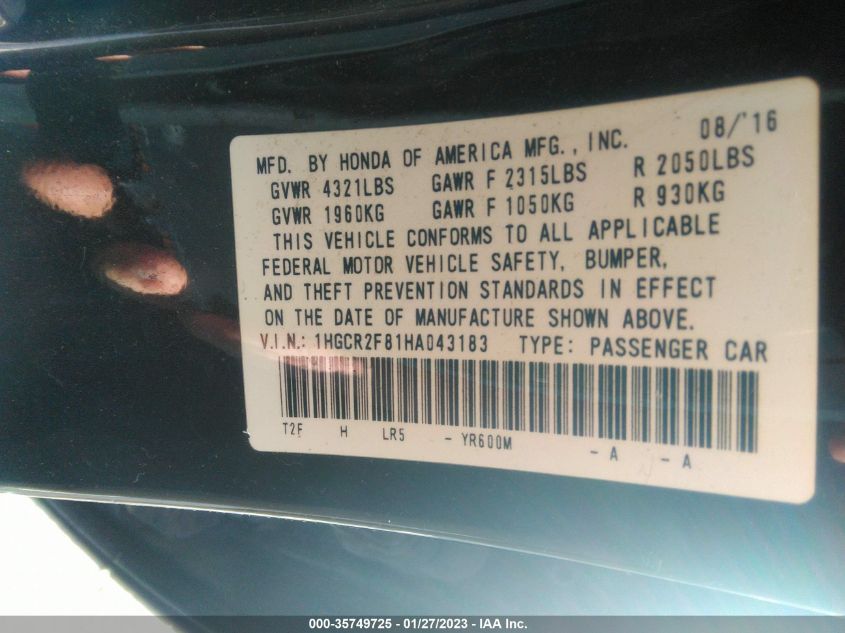 MFD. BY HONDA OF AMERICA MFG., INC. 08/'16
GVWR 4321LBS GAWR F 2315LBS R 2050LBS
GVWR 1960KG GAWR F 1050KG R 930KG
THIS VEHICLE CONFORMS TO ALL APPLICABLE
FEDERAL MOTOR VEHICLE SAFETY, BUMPER,
AND THEFT PREVENTION STANDARDS IN EFFECT
ON THE DATE OF MANUFACTURE SHOWN ABOVE.
V.I.N.: 1HGCR2F81HA043183 TYPE: PASSENGER CAR
T2F H LR5 - YR600M - A - A
000-35749725 - 01/27/2023 - IAA Inc.